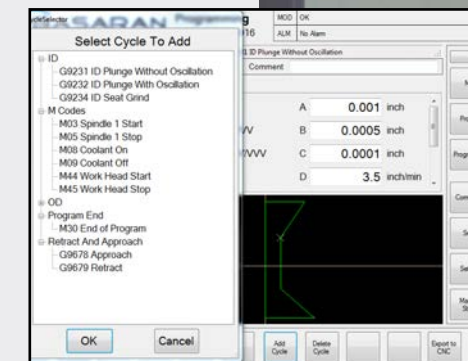 cleSelector
Select Cycle To Add
ID
G9231 ID Plunge Without Oscillation
G9232 ID Plunge With Oscillation
G9234 ID Seat Grind
M Codes
M03 Spindle 1 Start
M05 Spindle 1 Stop
M08 Coolant On
M09 Coolant Off
M44 Work Head Start
M45 Work Head Stop
OD
Program End
M30 End of Program
Retract And Approach
G9678 Approach
G9679 Retract
OK
Cancel
MOD OK
16 ALM No Alarm
ID Plunge Without Oscillation
Comment
A 0.001 inch
B 0.0005 inch
C 0.0001 inch
D 3.5 inch/min
Add Cycle
Delete Cycle
Export to CNC